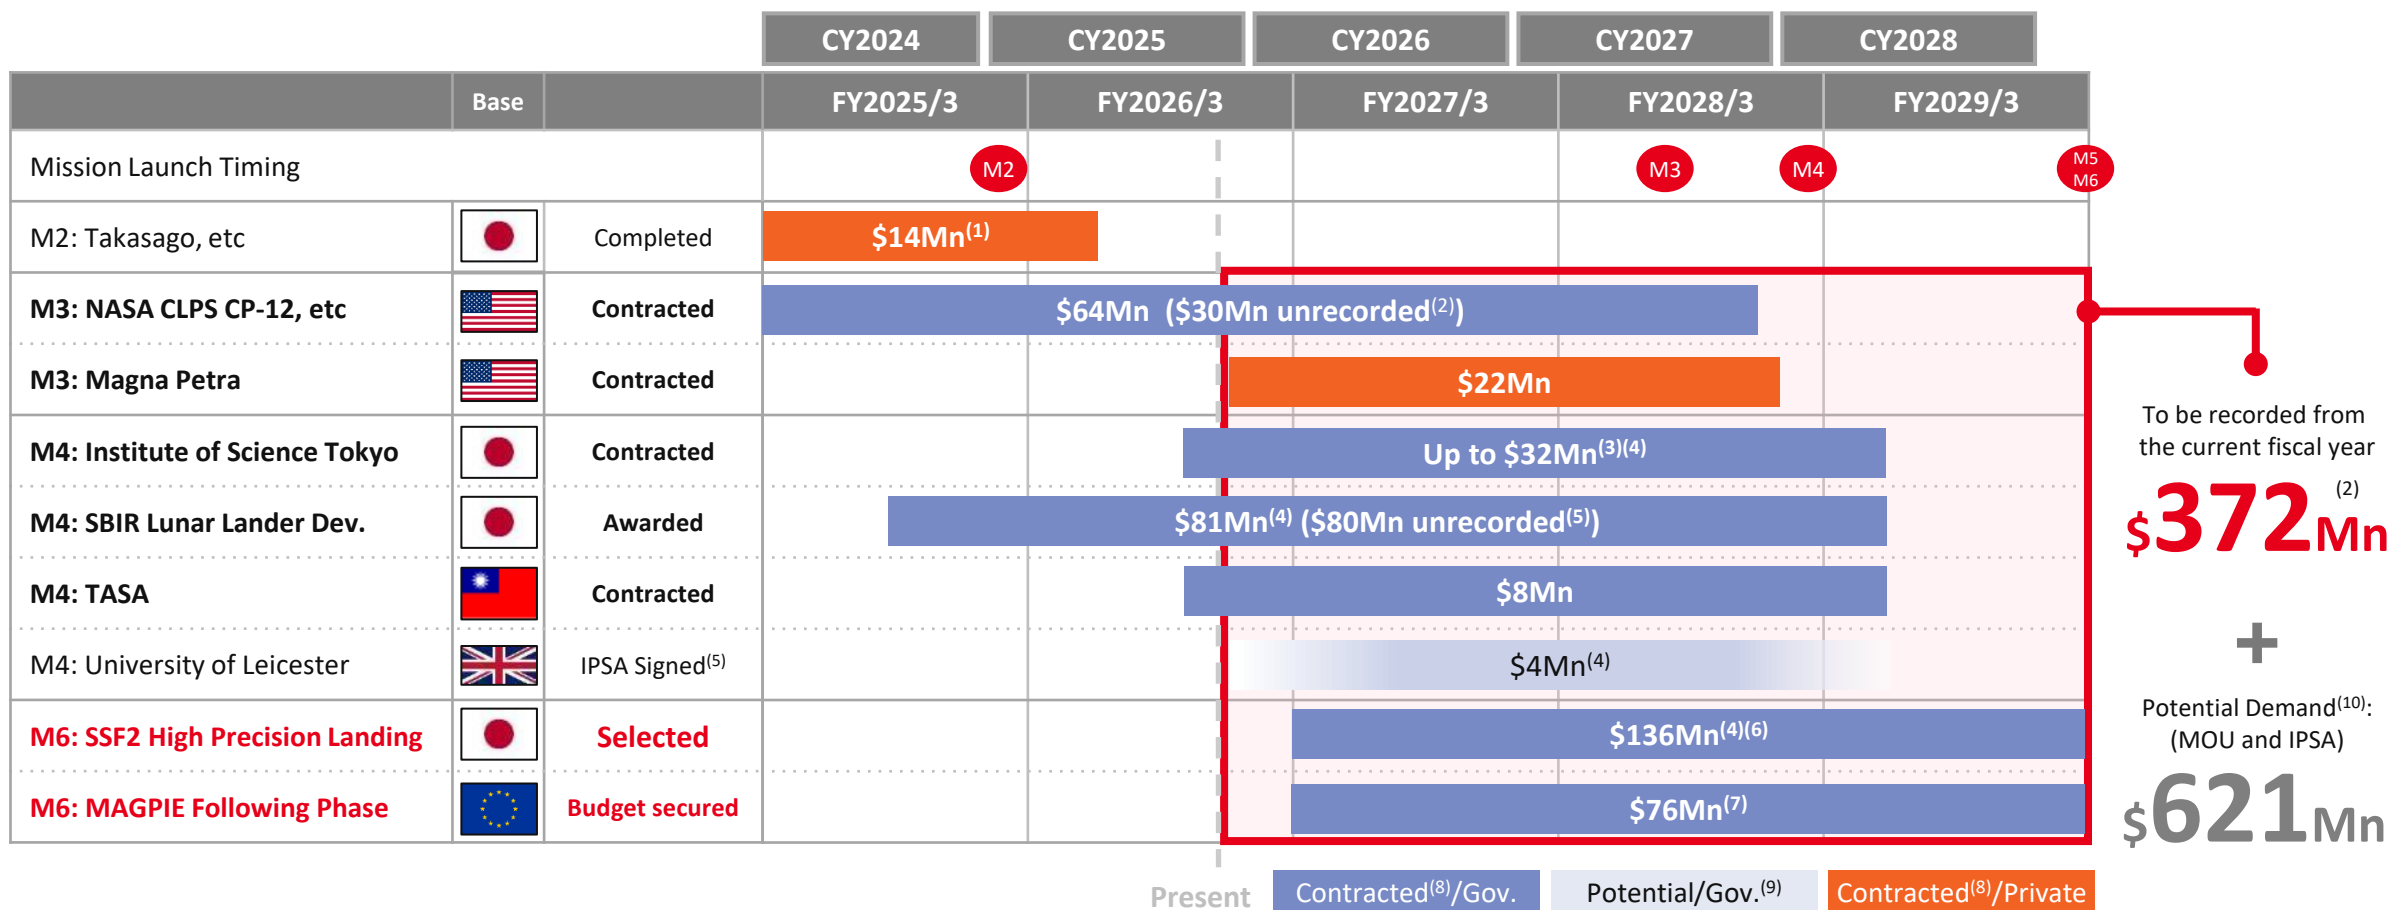 CY2024 CY2025 CY2026 CY2027 CY2028
Base FY2025/3 FY2026/3 FY2027/3 FY2028/3 FY2029/3
Mission Launch Timing M2 M3 M4 M5 M6
M2: Takasago, etc Completed $14Mn(1)
M3: NASA CLPS CP-12, etc Contracted $64Mn ($30Mn unrecorded(2))
M3: Magna Petra Contracted $22Mn
M4: Institute of Science Tokyo Contracted Up to $32Mn(3)(4)
M4: SBIR Lunar Lander Dev. Awarded $81Mn(4) ($80Mn unrecorded(5))
M4: TASA Contracted $8Mn
M4: University of Leicester IPSA Signed(5) $4Mn(4)
M6: SSF2 High Precision Landing Selected $136Mn(4)(6)
M6: MAGPIE Following Phase Budget secured $76Mn(7)
To be recorded from
the current fiscal year
$372Mn (2)
+
Potential Demand(10):
(MOU and IPSA)
$621Mn
Present Contracted(8)/Gov. Potential/Gov.(9) Contracted(8)/Private